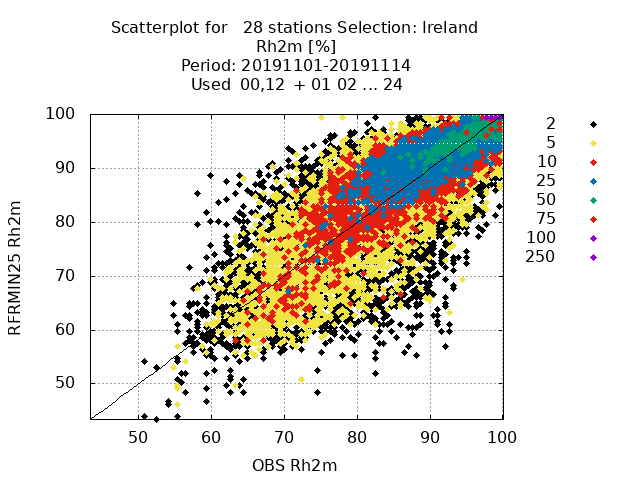 Scatterplot for   28 stations Selection: Ireland
Rh2m [%]
Period: 20191101-20191114
Used  00,12  + 01 02 ... 24
RFRMIN25 Rh2m
100
90
80
70
60
50
50 60 70 80 90 100
OBS Rh2m
2
5
10
25
50
75
100
250